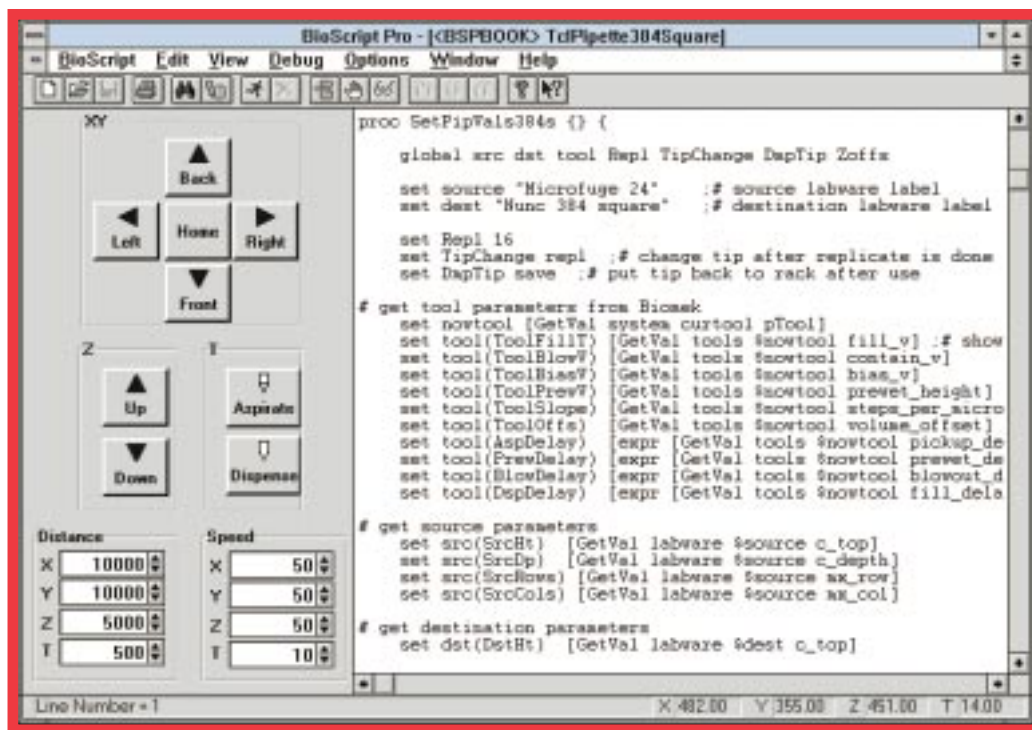 BioScript Pro - [<BSPBOOK> TclPipette384Square]
BioScript Edit View Debug Options Window Help
XY
Back
Left Home Right
Front
Z
Up
Down
T
Aspirate
Dispense
Distance
X 10000
Y 10000
Z 5000
T 500
Speed
X 50
Y 50
Z 50
T 10
proc SetPipVals384s {} {
global src dst tool Repl TipChange DmpTip Zoffs
set source "Microfuge 24" ;# source labware label
set dest "Nunc 384 square" ;# destination labware label
set Repl 16
set TipChange repl ;# change tip after replicate is done
set DmpTip save ;# put tip back to rack after use
# get tool parameters from Biomek
set nowtool [GetVal system curtool pTool]
set tool(ToolFillT) [GetVal tools $nowtool fill_v] ;# show
set tool(ToolBlowV) [GetVal tools $nowtool contain_v]
set tool(ToolBiasV) [GetVal tools $nowtool bias_v]
set tool(ToolPrewV) [GetVal tools $nowtool prewet_height]
set tool(ToolSlope) [GetVal tools $nowtool steps_per_micro
set tool(ToolOffs) [GetVal tools $nowtool volume_offset]
set tool(AspDelay) [expr [GetVal tools $nowtool pickup_de
set tool(PrewDelay) [expr [GetVal tools $nowtool prewet_de
set tool(BlowDelay) [expr [GetVal tools $nowtool blowout_d
set tool(DspDelay) [expr [GetVal tools $nowtool fill_dela
# get source parameters
set src(SrcHt) [GetVal labware $source c_top]
set src(SrcDp) [GetVal labware $source c_depth]
set src(SrcRows) [GetVal labware $source mx_row]
set src(SrcCols) [GetVal labware $source mx_col]
# get destination parameters
set dst(DstHt) [GetVal labware $dest c_top]
Line Number = 1 X 482.00 Y 355.00 Z 451.00 T 14.00